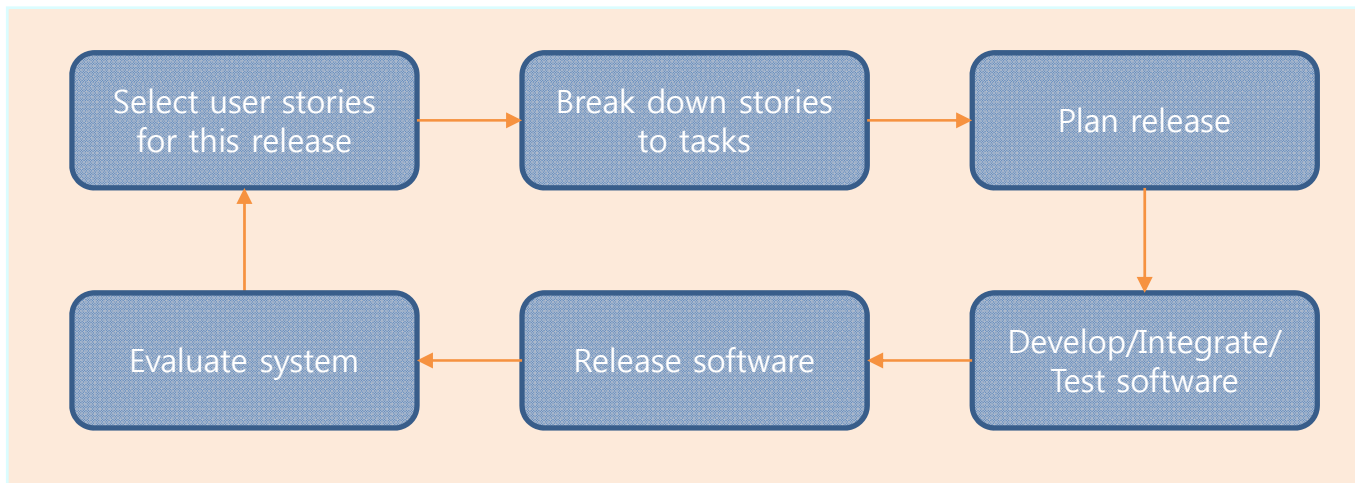 Select user stories
for this release
Break down stories
to tasks
Plan release
Evaluate system
Release software
Develop/Integrate/
Test software